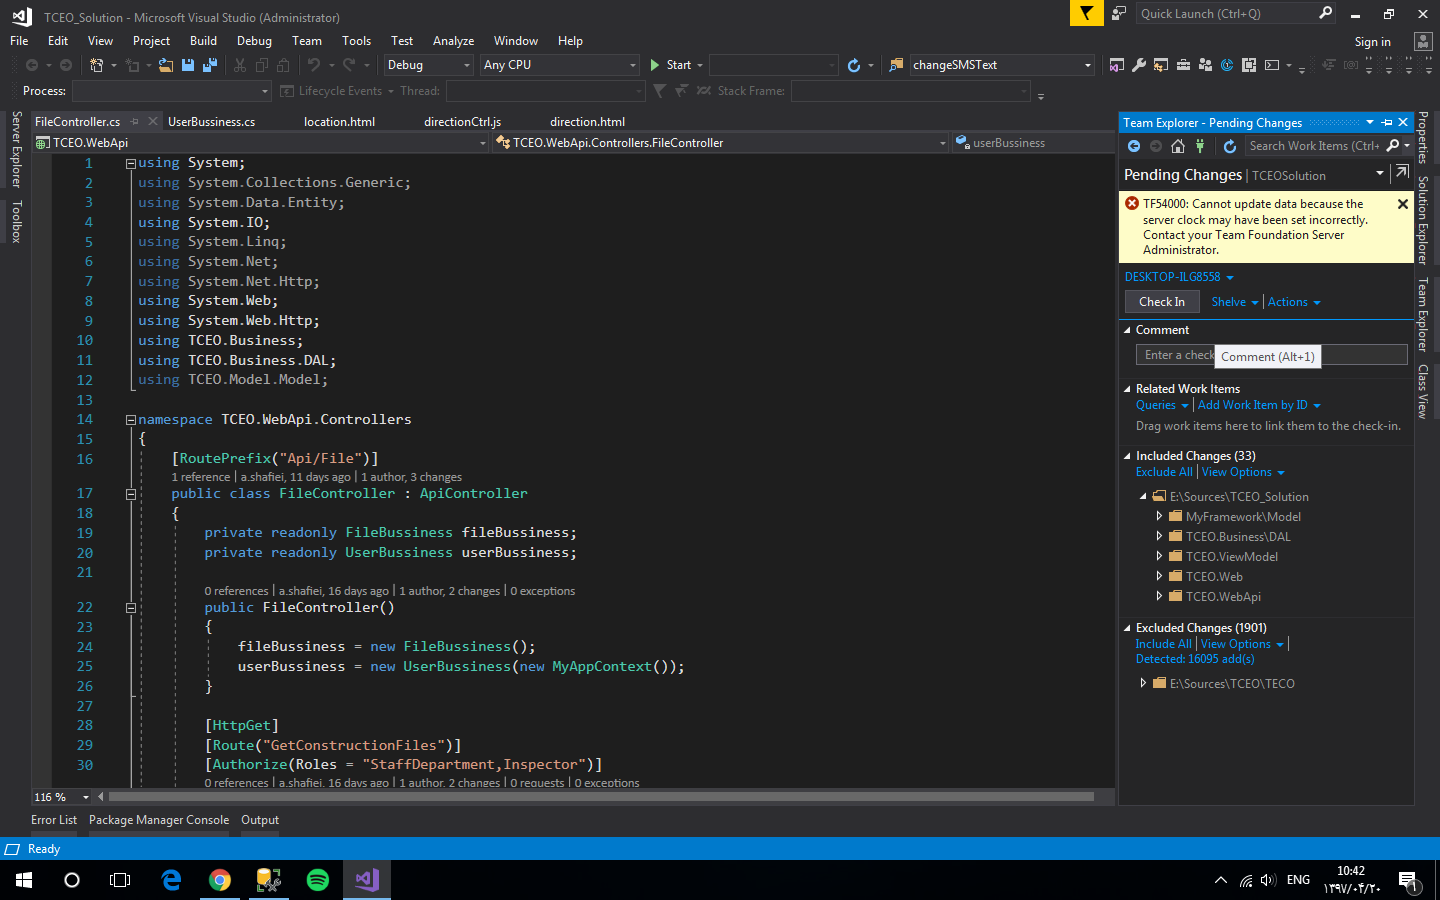 TCEO_Solution - Microsoft Visual Studio (Administrator)
Quick Launch (Ctrl+Q)
File Edit View Project Build Debug Team Tools Test Analyze Window Help
Sign in
Debug Any CPU Start changeSMSText
Process: Lifecycle Events Thread: Stack Frame:
Server Explorer
Toolbox
FileController.cs UserBussiness.cs location.html directionCtrl.js direction.html
TCEO.WebApi TCEO.WebApi.Controllers.FileController userBussiness
1 using System;
2 using System.Collections.Generic;
3 using System.Data.Entity;
4 using System.IO;
5 using System.Linq;
6 using System.Net;
7 using System.Net.Http;
8 using System.Web;
9 using System.Web.Http;
10 using TCEO.Business;
11 using TCEO.Business.DAL;
12 using TCEO.Model.Model;
13
14 namespace TCEO.WebApi.Controllers
15 {
16 [RoutePrefix("Api/File")]
1 reference | a.shafiei, 11 days ago | 1 author, 3 changes
17 public class FileController : ApiController
18 {
19 private readonly FileBussiness fileBussiness;
20 private readonly UserBussiness userBussiness;
21
0 references | a.shafiei, 16 days ago | 1 author, 2 changes | 0 exceptions
22 public FileController()
23 {
24 fileBussiness = new FileBussiness();
25 userBussiness = new UserBussiness(new MyAppContext());
26 }
27
28 [HttpGet]
29 [Route("GetConstructionFiles")]
30 [Authorize(Roles = "StaffDepartment,Inspector")]
0 references | a.shafiei, 16 days ago | 1 author, 2 changes | 0 requests | 0 exceptions
116 %
Team Explorer - Pending Changes
Search Work Items (Ctrl+
Pending Changes | TCEOSolution
TF54000: Cannot update data because the
server clock may have been set incorrectly.
Contact your Team Foundation Server
Administrator.
DESKTOP-ILG8558
Check In Shelve | Actions
Comment
Enter a check
Comment (Alt+1)
Related Work Items
Queries | Add Work Item by ID
Drag work items here to link them to the check-in.
Included Changes (33)
Exclude All | View Options
E:\Sources\TCEO_Solution
MyFramework\Model
TCEO.Business\DAL
TCEO.ViewModel
TCEO.Web
TCEO.WebApi
Excluded Changes (1901)
Include All | View Options
Detected: 16095 add(s)
E:\Sources\TCEO\TECO
Properties
Solution Explorer
Team Explorer
Class View
Error List Package Manager Console Output
Ready
ENG
10:42
۱۳۹۷/۰۴/۲۰
1